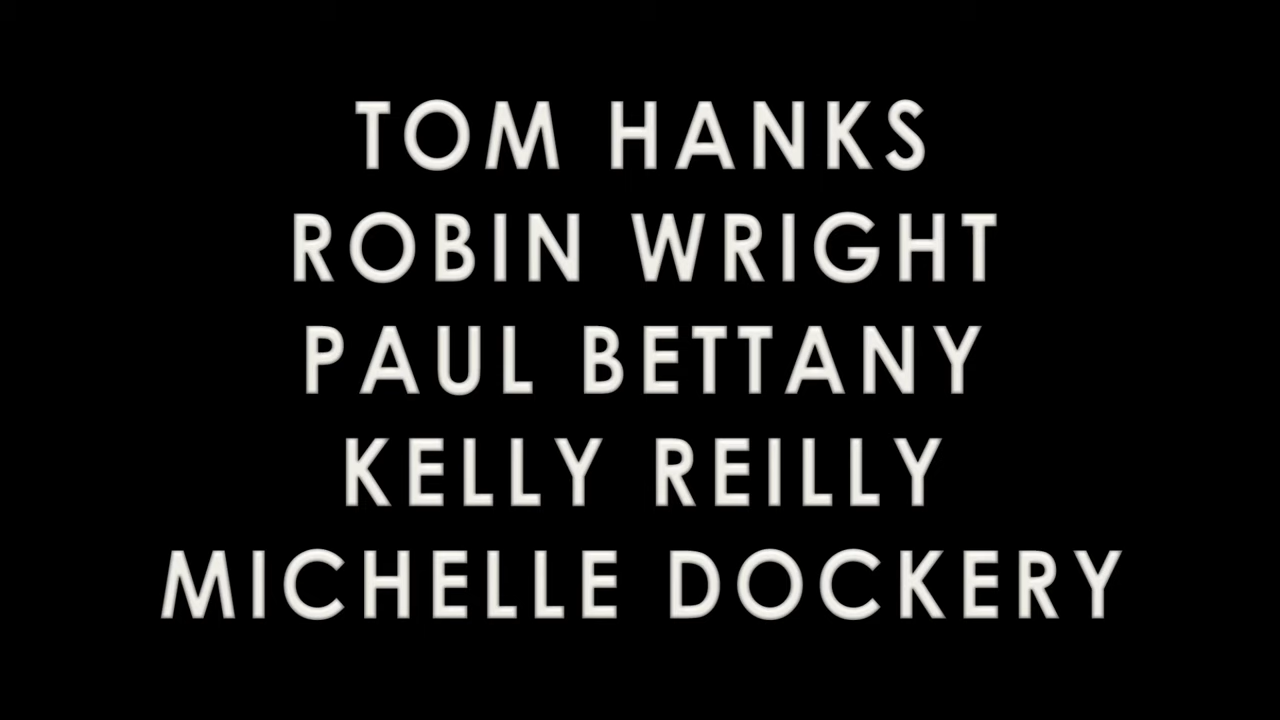 TOM HANKS
ROBIN WRIGHT
PAUL BETTANY
KELLY REILLY
MICHELLE DOCKERY